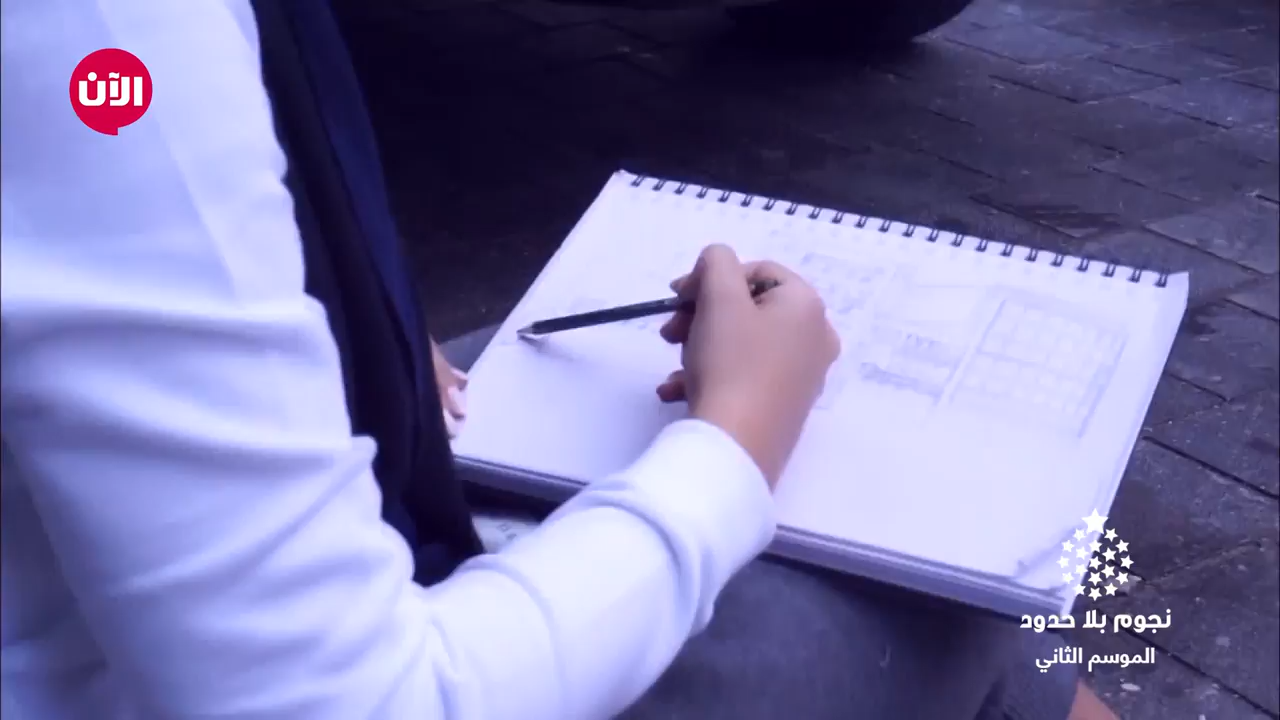 الآن
نجوم بلا حدود
الموسم الثاني